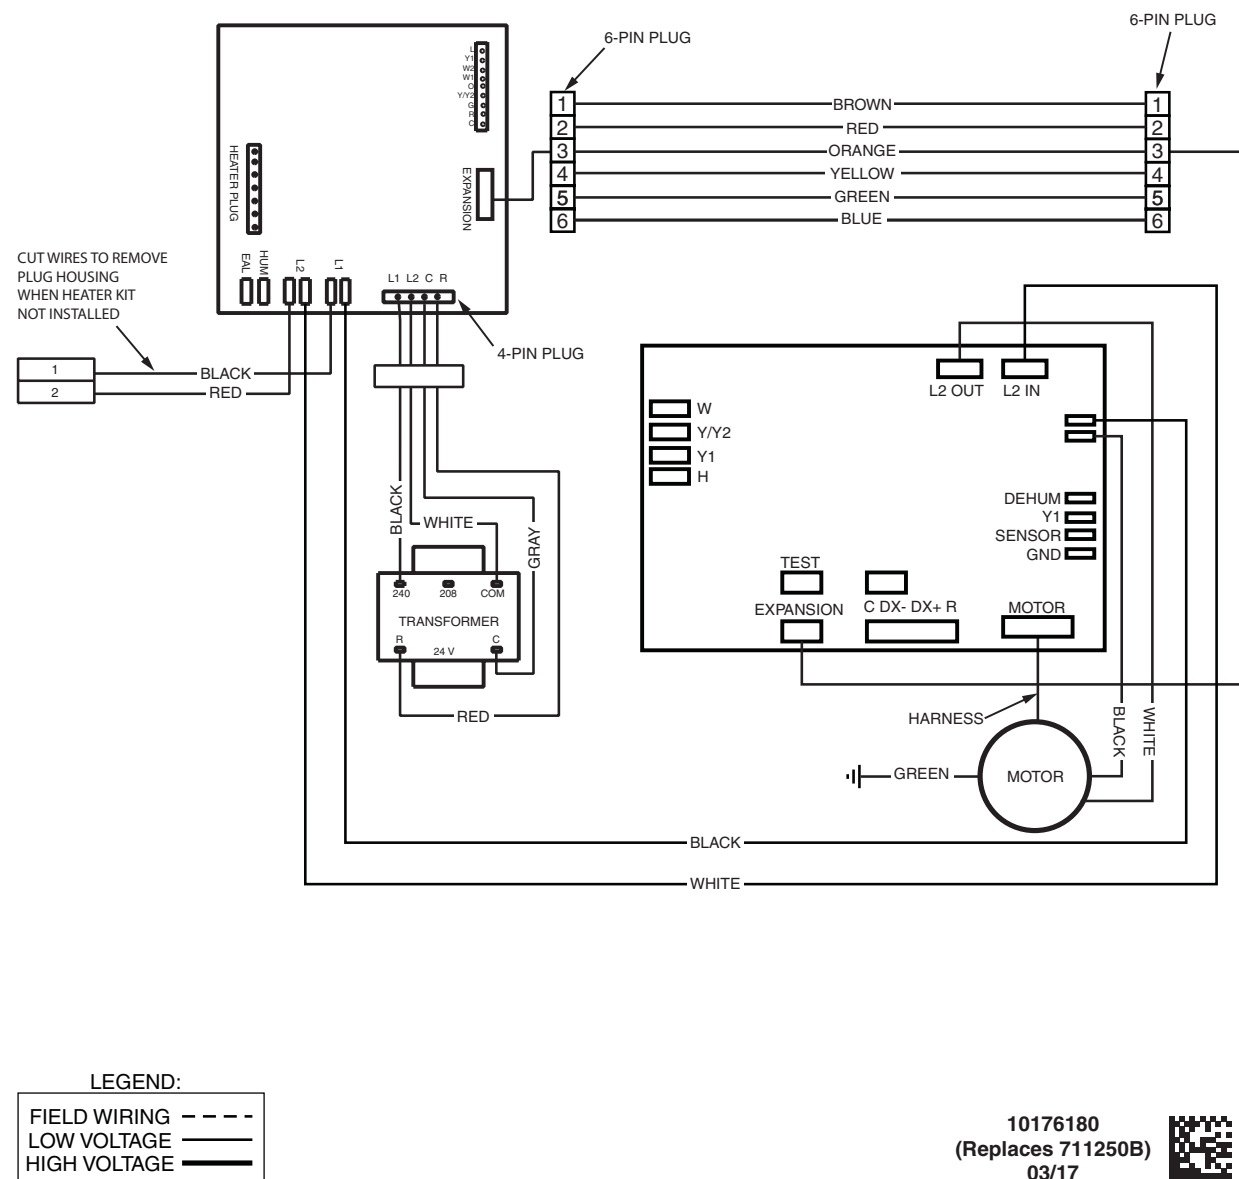 6-PIN PLUG
6-PIN PLUG
L
Y1
W2
W1
O
Y/Y2
G
R
C
HEATER PLUG
EXPANSION
1 BROWN 1
2 RED 2
3 ORANGE 3
4 YELLOW 4
5 GREEN 5
6 BLUE 6
EAL
HUM
L2
L1
L1 L2 C R
4-PIN PLUG
CUT WIRES TO REMOVE
PLUG HOUSING
WHEN HEATER KIT
NOT INSTALLED
1 BLACK
2 RED
L2 OUT
L2 IN
W
Y/Y2
Y1
H
DEHUM
Y1
SENSOR
GND
TEST
EXPANSION
C DX- DX+ R
MOTOR
BLACK
WHITE
GRAY
240
208
COM
TRANSFORMER
R
24 V
C
RED
HARNESS
BLACK
WHITE
GREEN
MOTOR
BLACK
WHITE
LEGEND:
FIELD WIRING
LOW VOLTAGE
HIGH VOLTAGE
10176180
(Replaces 711250B)
03/17